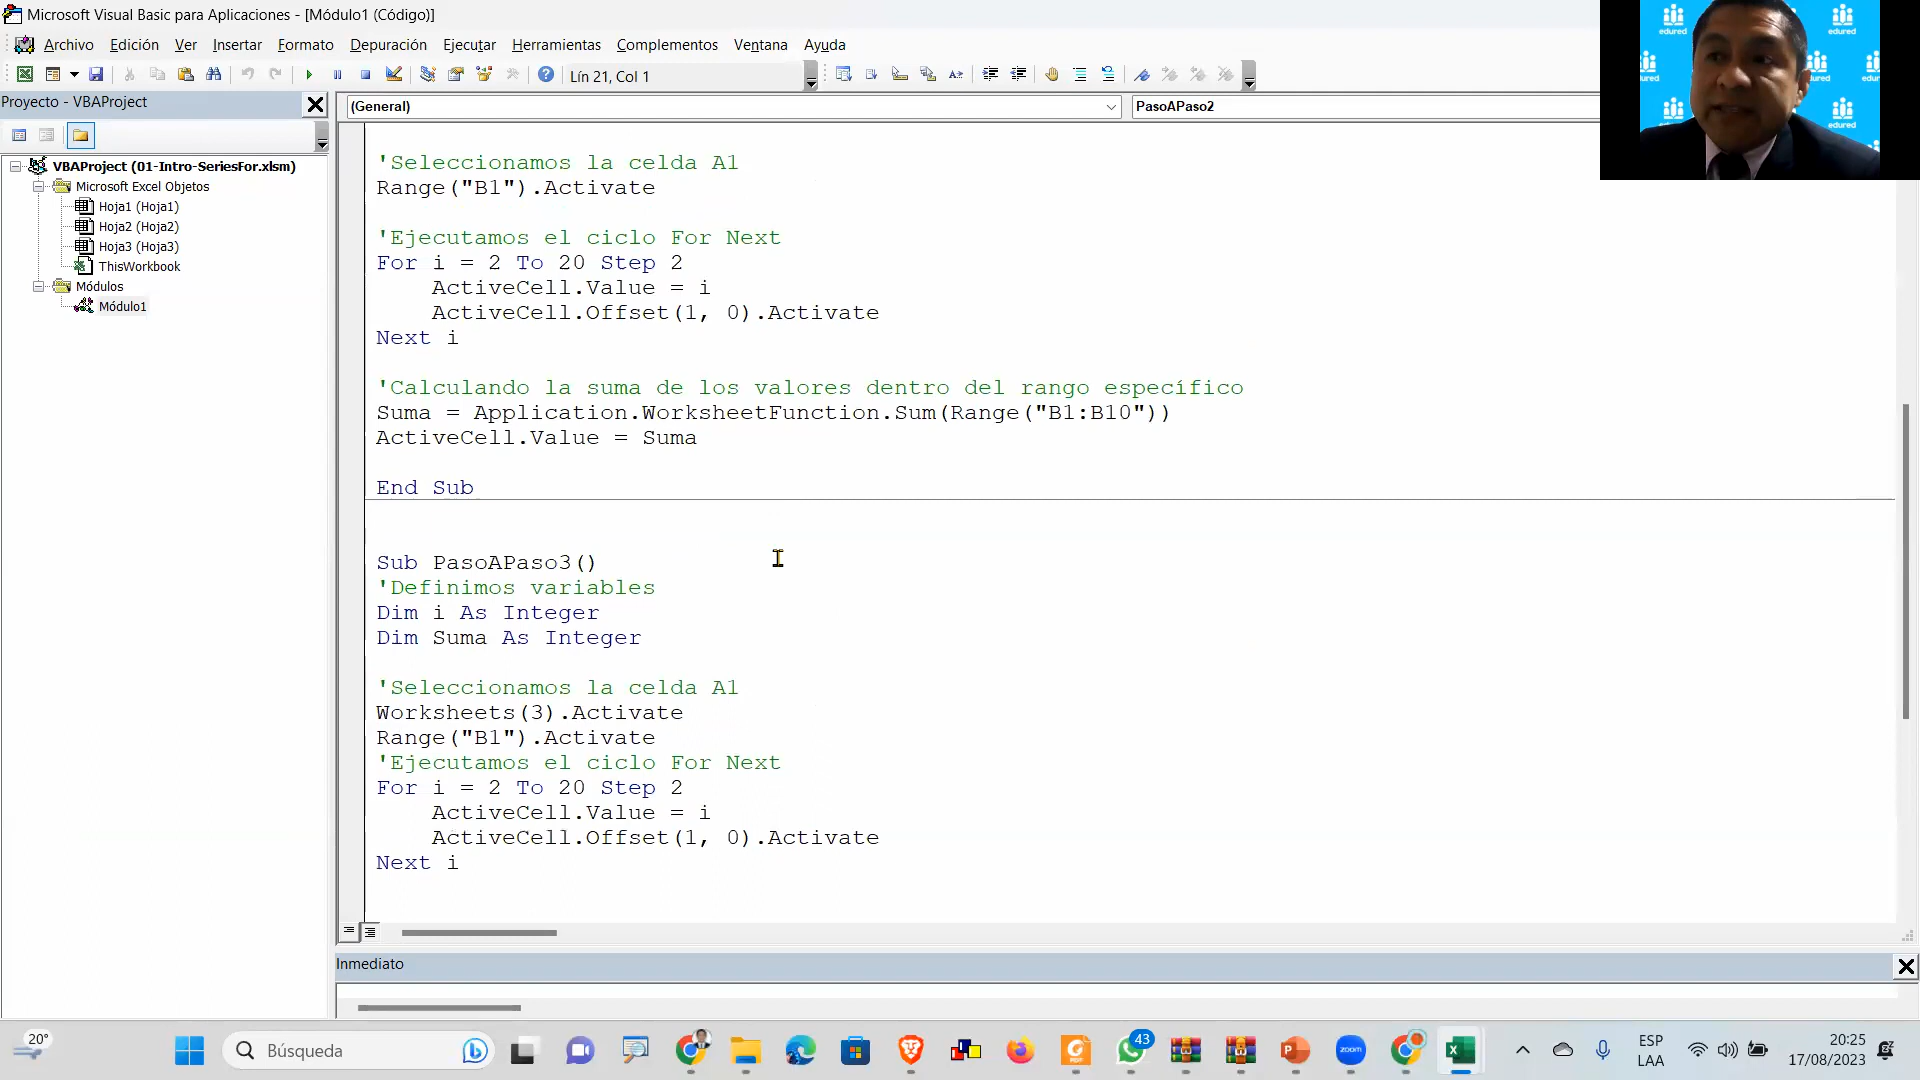 Microsoft Visual Basic para Aplicaciones - [Módulo1 (Código)]
Archivo Edición Ver Insertar Formato Depuración Ejecutar Herramientas Complementos Ventana Ayuda
Lín 21, Col 1
Proyecto - VBAProject
(General)
PasoAPaso2
VBAProject (01-Intro-SeriesFor.xlsm)
Microsoft Excel Objetos
Hoja1 (Hoja1)
Hoja2 (Hoja2)
Hoja3 (Hoja3)
ThisWorkbook
Módulos
Módulo1
'Seleccionamos la celda A1
Range("B1").Activate
'Ejecutamos el ciclo For Next
For i = 2 To 20 Step 2
ActiveCell.Value = i
ActiveCell.Offset(1, 0).Activate
Next i
'Calculando la suma de los valores dentro del rango específico
Suma = Application.WorksheetFunction.Sum(Range("B1:B10"))
ActiveCell.Value = Suma
End Sub
Sub PasoAPaso3()
'Definimos variables
Dim i As Integer
Dim Suma As Integer
'Seleccionamos la celda A1
Worksheets(3).Activate
Range("B1").Activate
'Ejecutamos el ciclo For Next
For i = 2 To 20 Step 2
ActiveCell.Value = i
ActiveCell.Offset(1, 0).Activate
Next i
Inmediato
edured
edured
edured
edured
20°
Búsqueda
43
zoom
ESP
LAA
20:25
17/08/2023